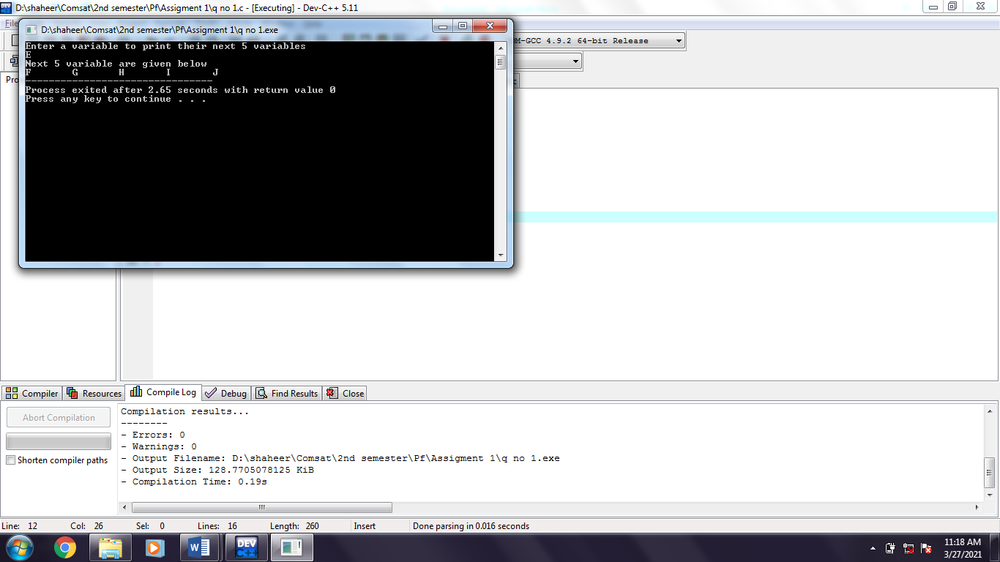 D:\shaheer\Comsat\2nd semester\Pf\Assigment 1\q no 1.c - [Executing] - Dev-C++ 5.11
D:\shaheer\Comsat\2nd semester\Pf\Assigment 1\q no 1.exe
Enter a variable to print their next 5 variables
E
Next 5 variable are given below
F G H I J
--------------------------------
Process exited after 2.65 seconds with return value 0
Press any key to continue . . .
GCC 4.9.2 64-bit Release
Compiler Resources Compile Log Debug Find Results Close
Abort Compilation
Shorten compiler paths
Compilation results...
--------
- Errors: 0
- Warnings: 0
- Output Filename: D:\shaheer\Comsat\2nd semester\Pf\Assigment 1\q no 1.exe
- Output Size: 128.7705078125 KiB
- Compilation Time: 0.19s
Line: 12 Col: 26 Sel: 0 Lines: 16 Length: 260 Insert Done parsing in 0.016 seconds
W DEV C++
11:18 AM
3/27/2021